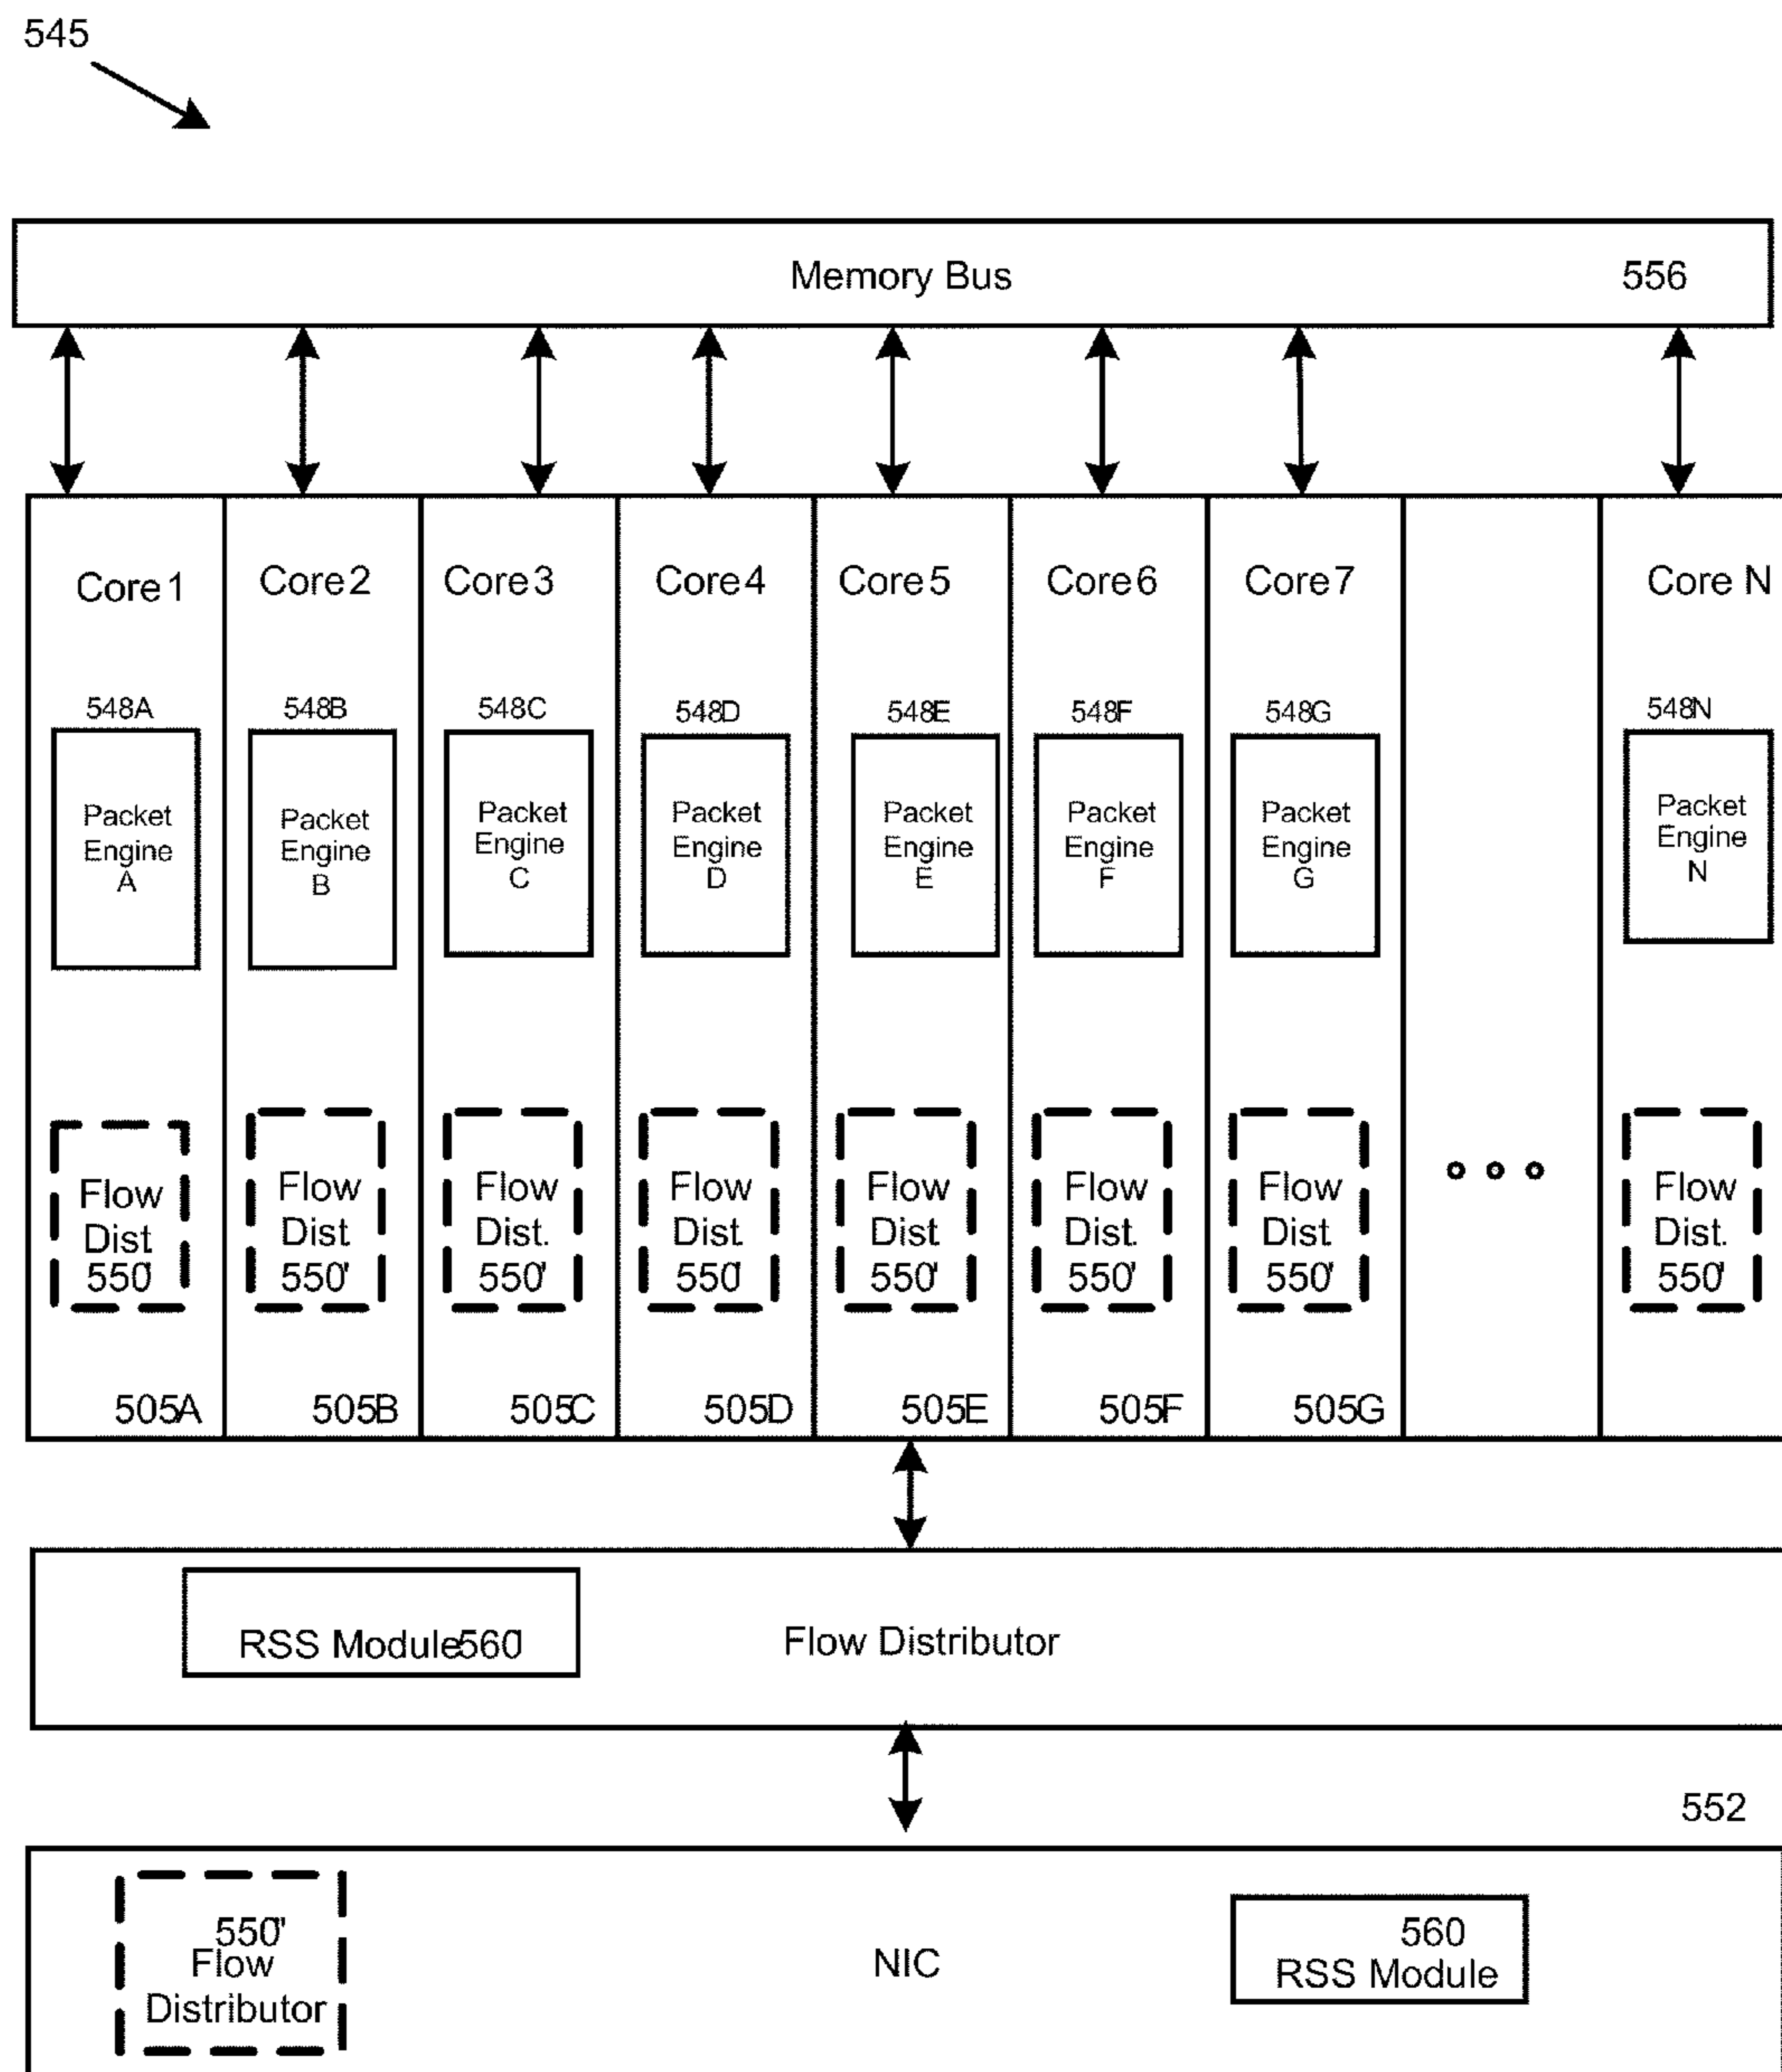 545
Memory Bus 556
Core 1 Core 2 Core 3 Core 4 Core 5 Core 6 Core 7 Core N
548A 548B 548C 548D 548E 548F 548G 548N
Packet Packet Packet Packet Packet Packet Packet Packet
Engine Engine Engine Engine Engine Engine Engine Engine
A B C D E F G N
Flow Flow Flow Flow Flow Flow Flow Flow
Dist Dist Dist. Dist Dist Dist. Dist Dist.
550' 550' 550' 550' 550' 550' 550' 550'
505A 505B 505C 505D 505E 505F 505G
RSS Module 560' Flow Distributor
552
550"
Flow
Distributor
NIC
560
RSS Module